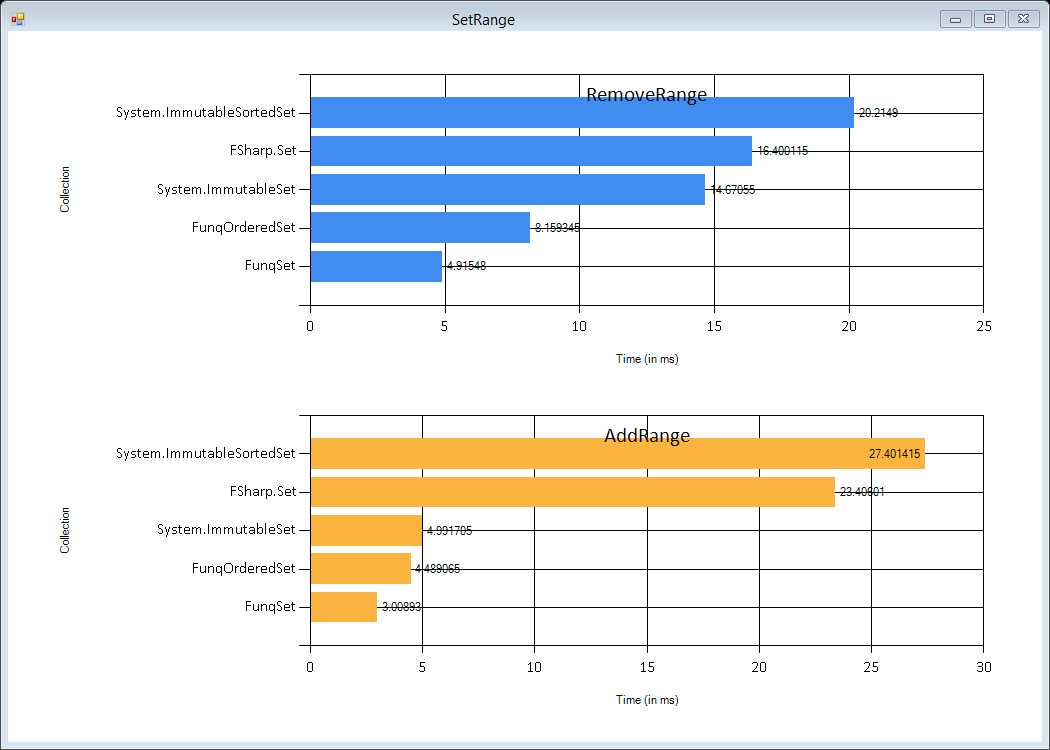 SetRange
RemoveRange
Collection
System.ImmutableSortedSet 20.2149
FSharp.Set 16.400115
System.ImmutableSet 14.67055
FunqOrderedSet 8.159345
FunqSet 4.91548
0 5 10 15 20 25
Time (in ms)
AddRange
Collection
System.ImmutableSortedSet 27.401415
FSharp.Set 23.40601
System.ImmutableSet 4.991705
FunqOrderedSet 4.489065
FunqSet 3.00893
0 5 10 15 20 25 30
Time (in ms)